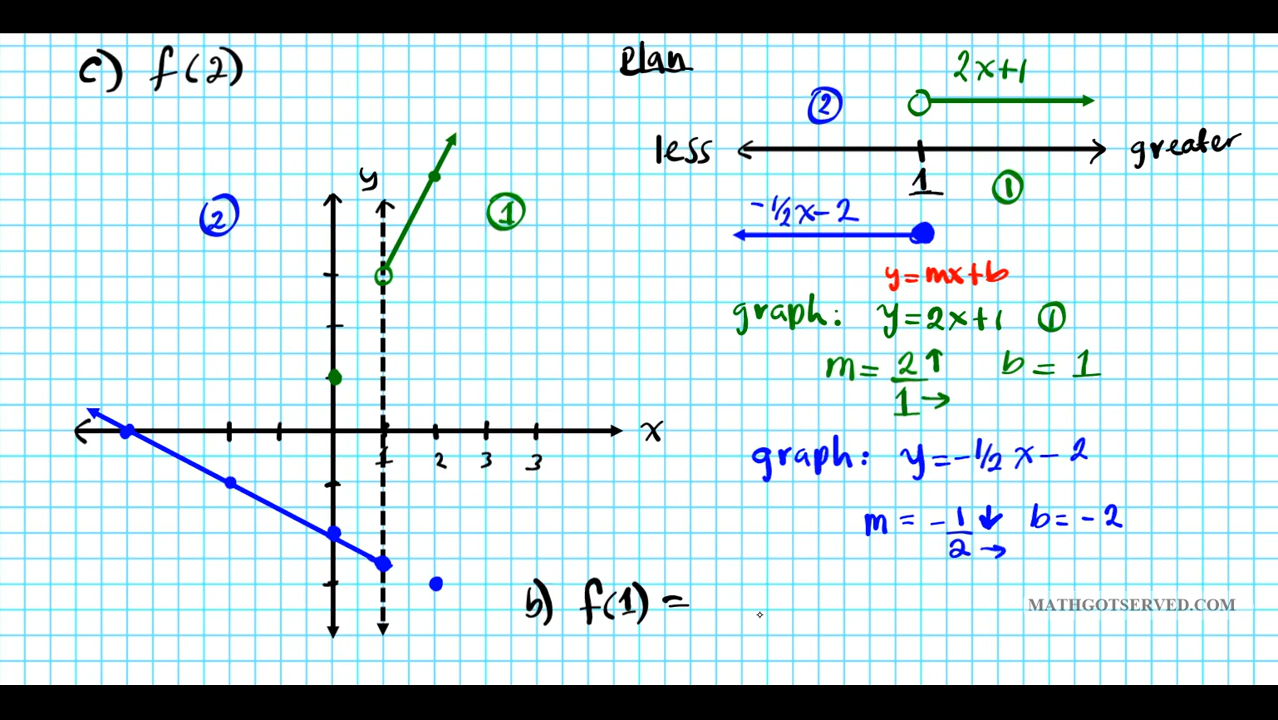 c) f(2)
Plan
2x+1
②
less
greater
1
①
-½x-2
y
②
①
y=mx+b
graph: y=2x+1 ①
m=2↑/1→ b=1
x
1 2 3 3
graph: y=-½x-2
m=-1↓/2→ b=-2
b) f(1)=
MATHGOTSERVED.COM